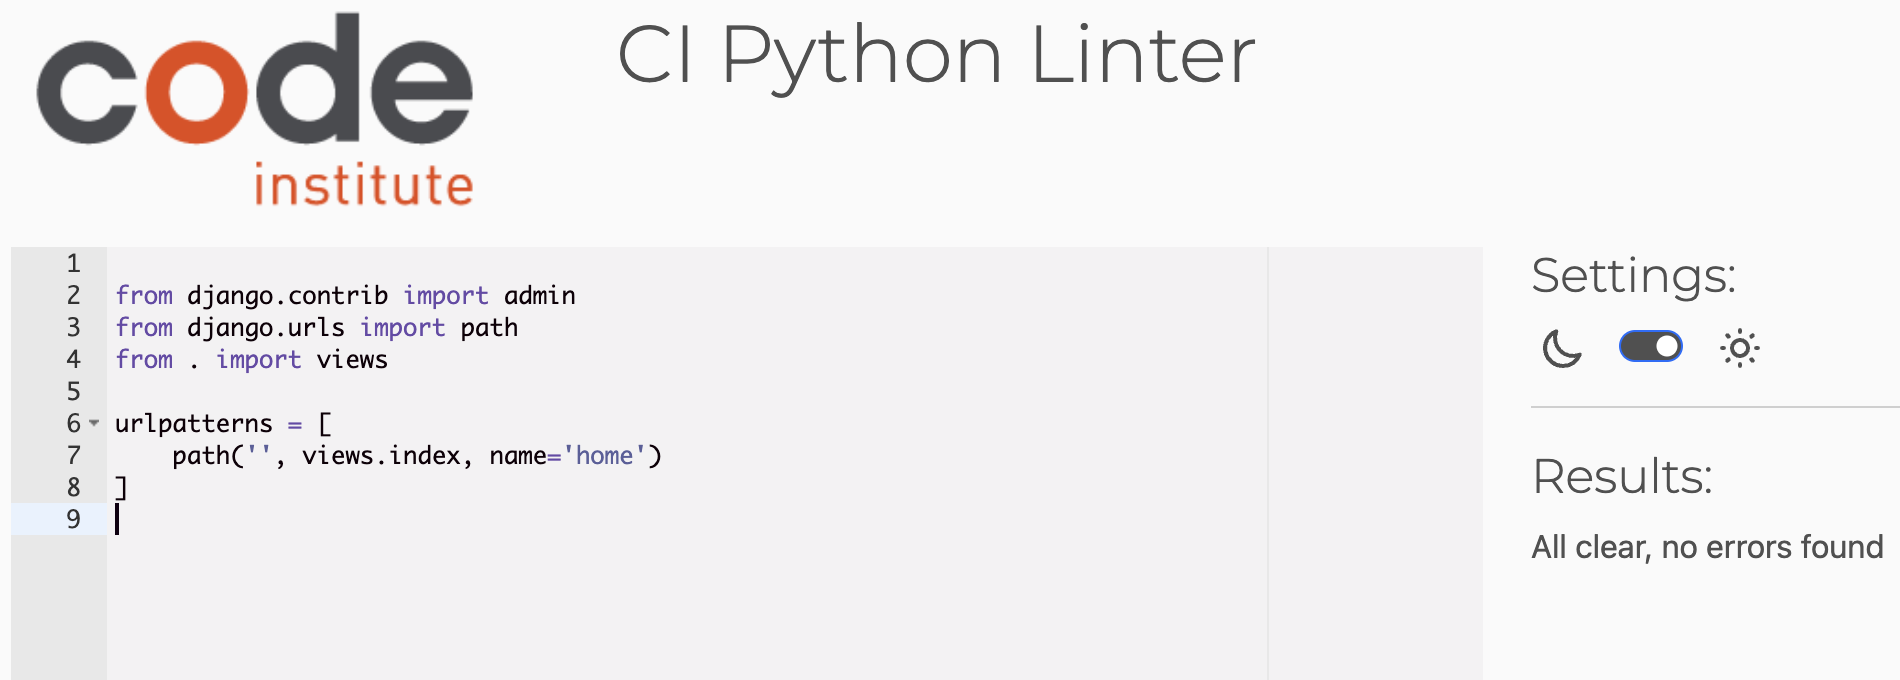 code
institute
CI Python Linter
1
2 from django.contrib import admin
3 from django.urls import path
4 from . import views
5
6 urlpatterns = [
7     path('', views.index, name='home')
8 ]
9
Settings:
Results:
All clear, no errors found